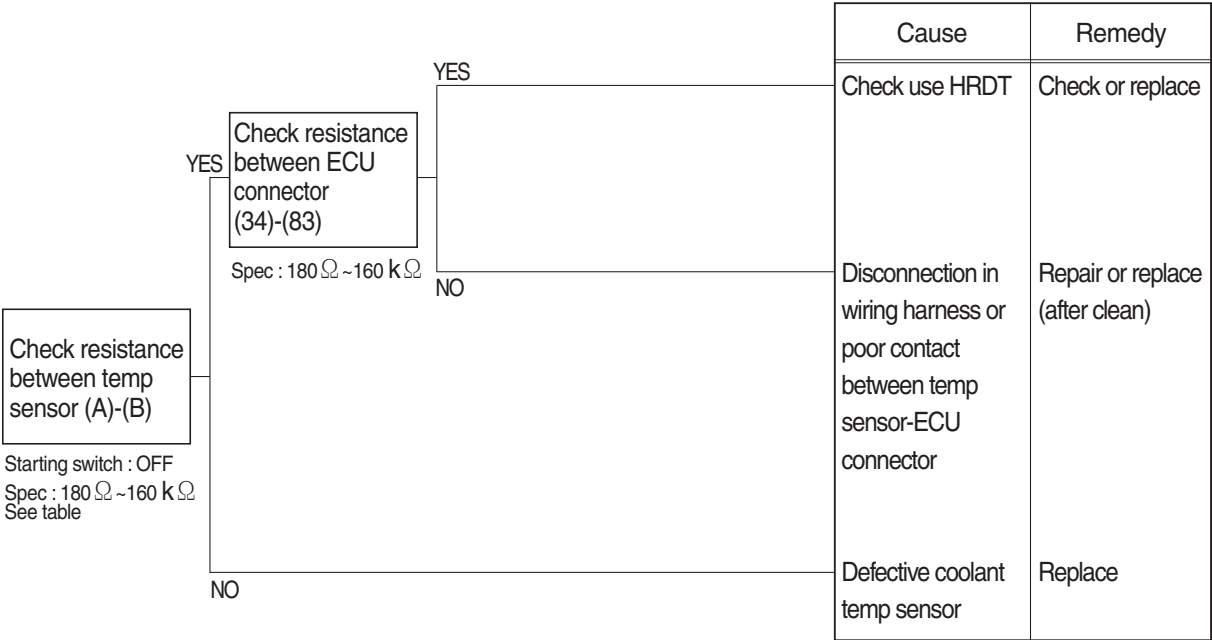 Cause
Remedy
YES
Check use HRDT
Check or replace
Check resistance
between ECU
connector
(34)-(83)
YES
Spec : 180 Ω ~160 k Ω
NO
Disconnection in
wiring harness or
poor contact
between temp
sensor-ECU
connector
Repair or replace
(after clean)
Check resistance
between temp
sensor (A)-(B)
Starting switch : OFF
Spec : 180 Ω ~160 k Ω
See table
NO
Defective coolant
temp sensor
Replace